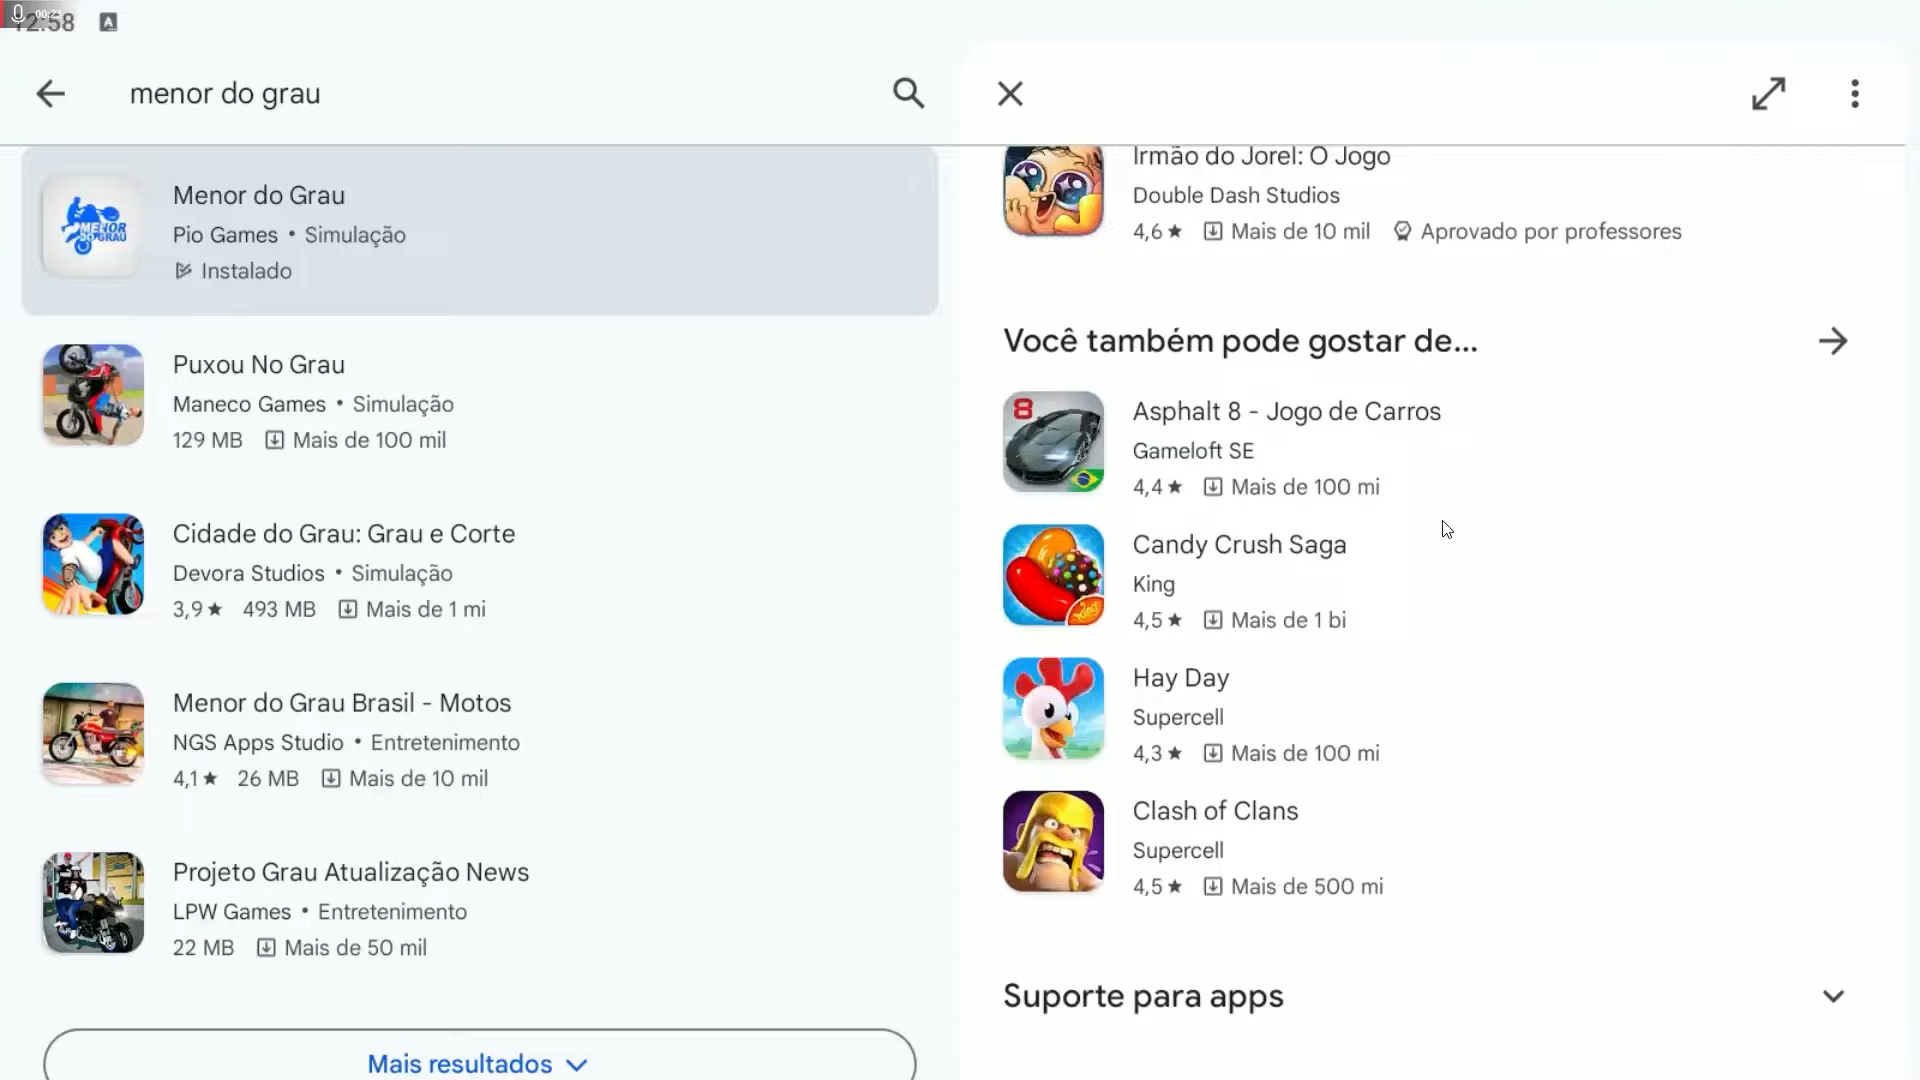 00:23
12:58
A
menor do grau
MENOR
DO GRAU
Menor do Grau
Pio Games • Simulação
Instalado
Puxou No Grau
Maneco Games • Simulação
129 MB Mais de 100 mil
Cidade do Grau: Grau e Corte
Devora Studios • Simulação
3,9★ 493 MB Mais de 1 mi
Menor do Grau Brasil - Motos
NGS Apps Studio • Entretenimento
4,1★ 26 MB Mais de 10 mil
Projeto Grau Atualização News
LPW Games • Entretenimento
22 MB Mais de 50 mil
Mais resultados
Irmão do Jorel: O Jogo
Double Dash Studios
4,6★ Mais de 10 mil Aprovado por professores
Você também pode gostar de...
8
Asphalt 8 - Jogo de Carros
Gameloft SE
4,4★ Mais de 100 mi
King
Candy Crush Saga
King
4,5★ Mais de 1 bi
Hay Day
Supercell
4,3★ Mais de 100 mi
Clash of Clans
Supercell
4,5★ Mais de 500 mi
Suporte para apps